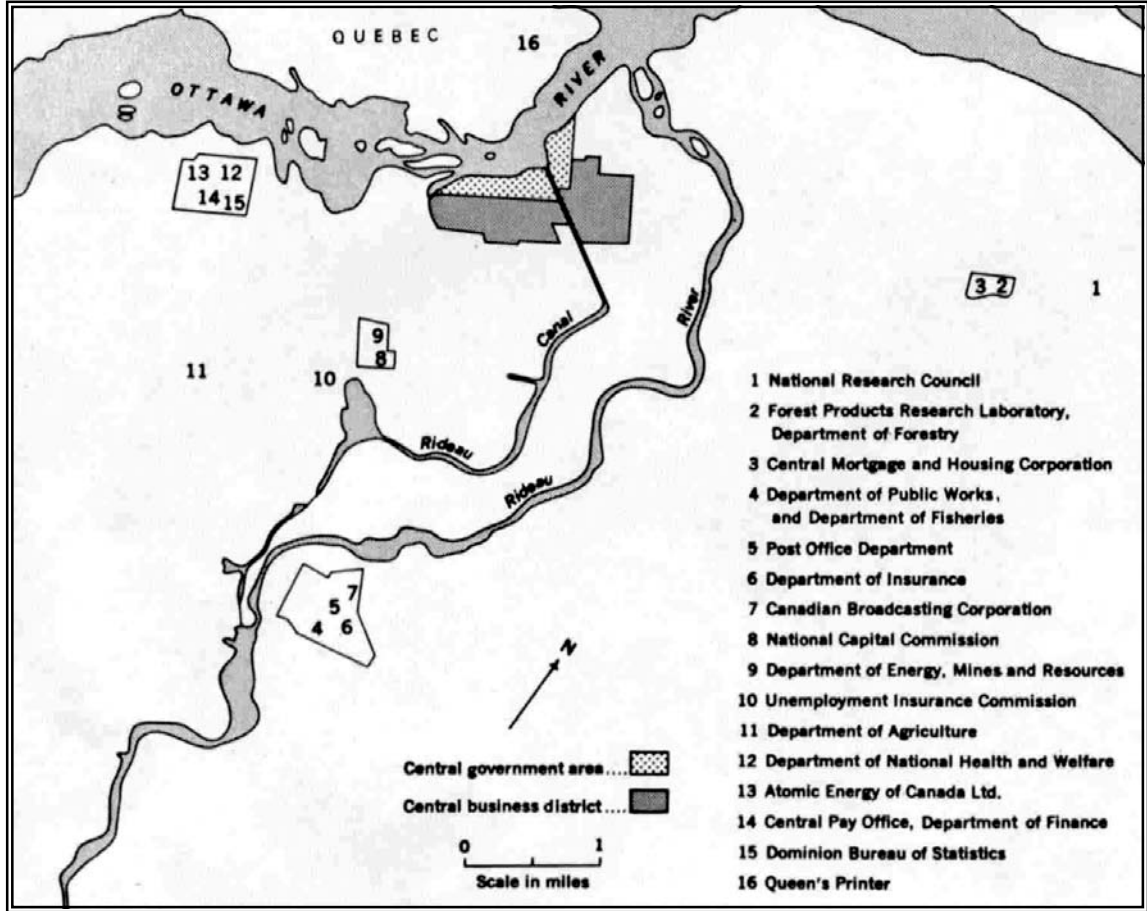 QUEBEC
16
OTTAWA
RIVER
13 12
14 15
3 2
1
9
8
11
10
Canal
River
Rideau
Rideau
7
5
4 6
N
1 National Research Council
2 Forest Products Research Laboratory,
Department of Forestry
3 Central Mortgage and Housing Corporation
4 Department of Public Works,
and Department of Fisheries
5 Post Office Department
6 Department of Insurance
7 Canadian Broadcasting Corporation
8 National Capital Commission
9 Department of Energy, Mines and Resources
10 Unemployment Insurance Commission
11 Department of Agriculture
12 Department of National Health and Welfare
13 Atomic Energy of Canada Ltd.
14 Central Pay Office, Department of Finance
15 Dominion Bureau of Statistics
16 Queen's Printer
Central government area....
Central business district ....
0 1
Scale in miles